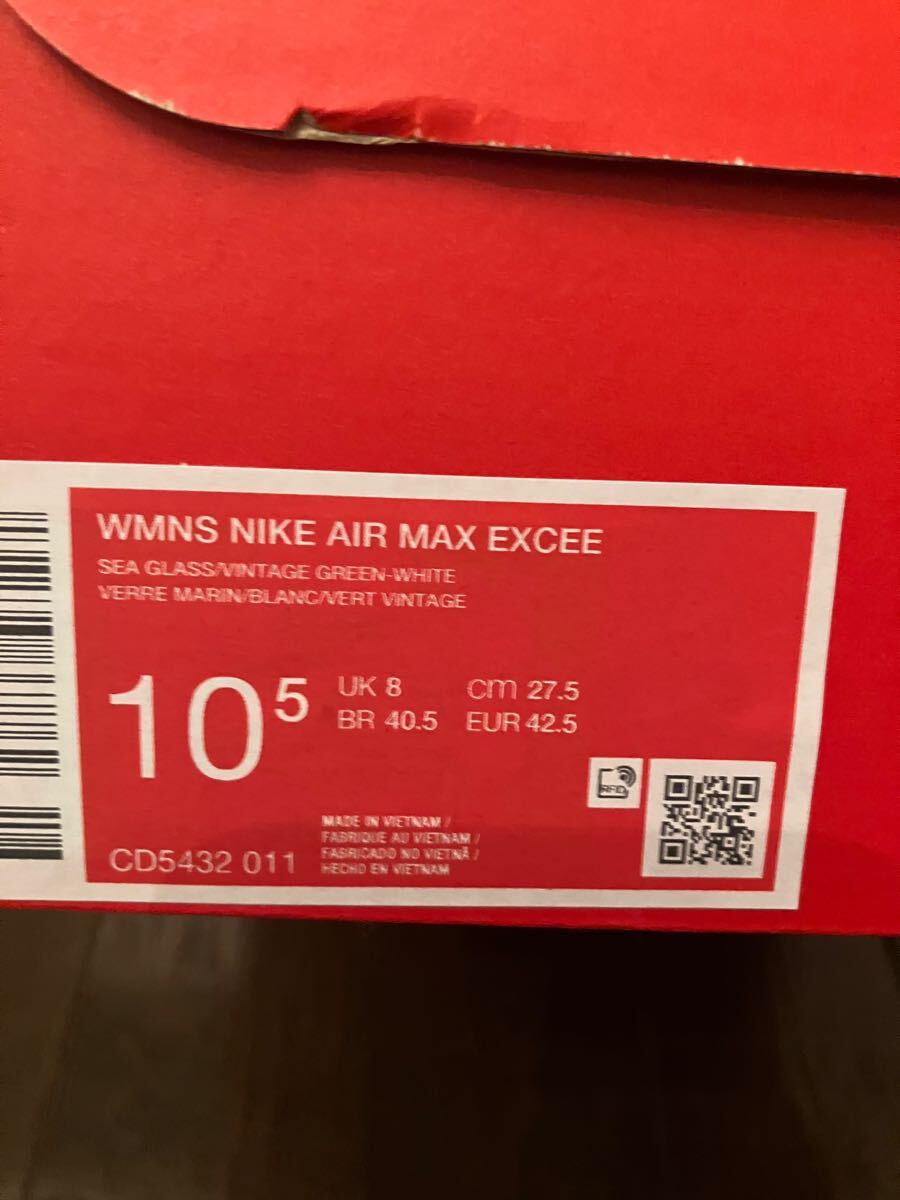 WMNS NIKE AIR MAX EXCEE
SEA GLASS/VINTAGE GREEN-WHITE
VERRE MARIN/BLANC/VERT VINTAGE
10⁵
UK 8 cm 27.5
BR 40.5 EUR 42.5
RFID
MADE IN VIETNAM /
FABRIQUE AU VIETNAM /
FABRICADO NO VIETNÃ /
HECHO EN VIETNAM
CD5432 011